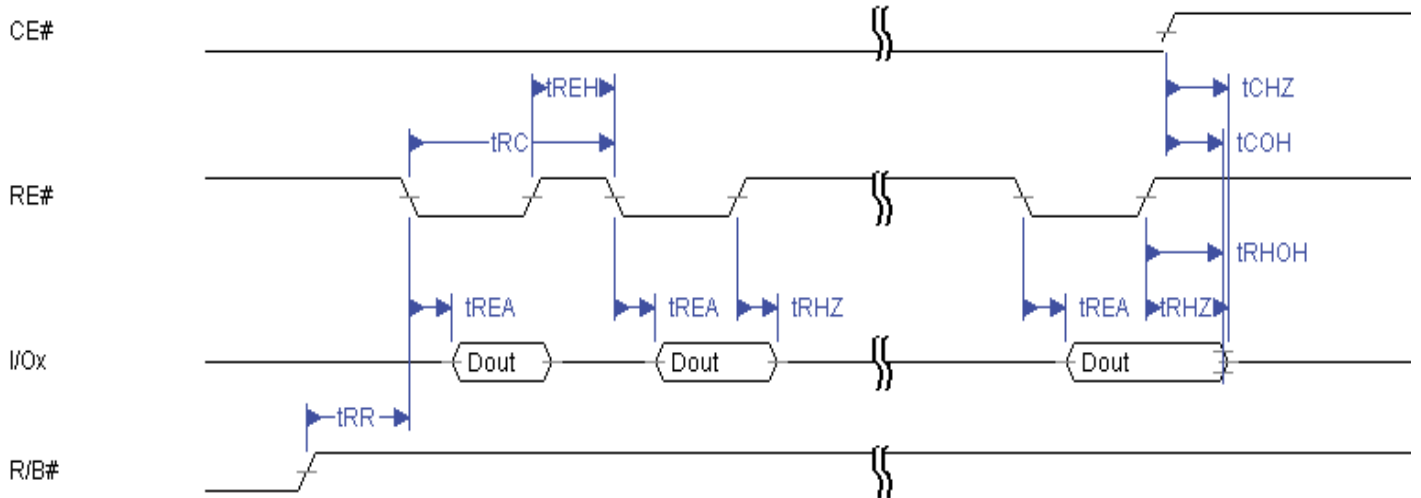 CE#
tREH
tCHZ
tRC
tCOH
RE#
tRHOH
tREA
tREA
tRHZ
tREA
tRHZ
I/Ox
Dout
Dout
Dout
tRR
R/B#